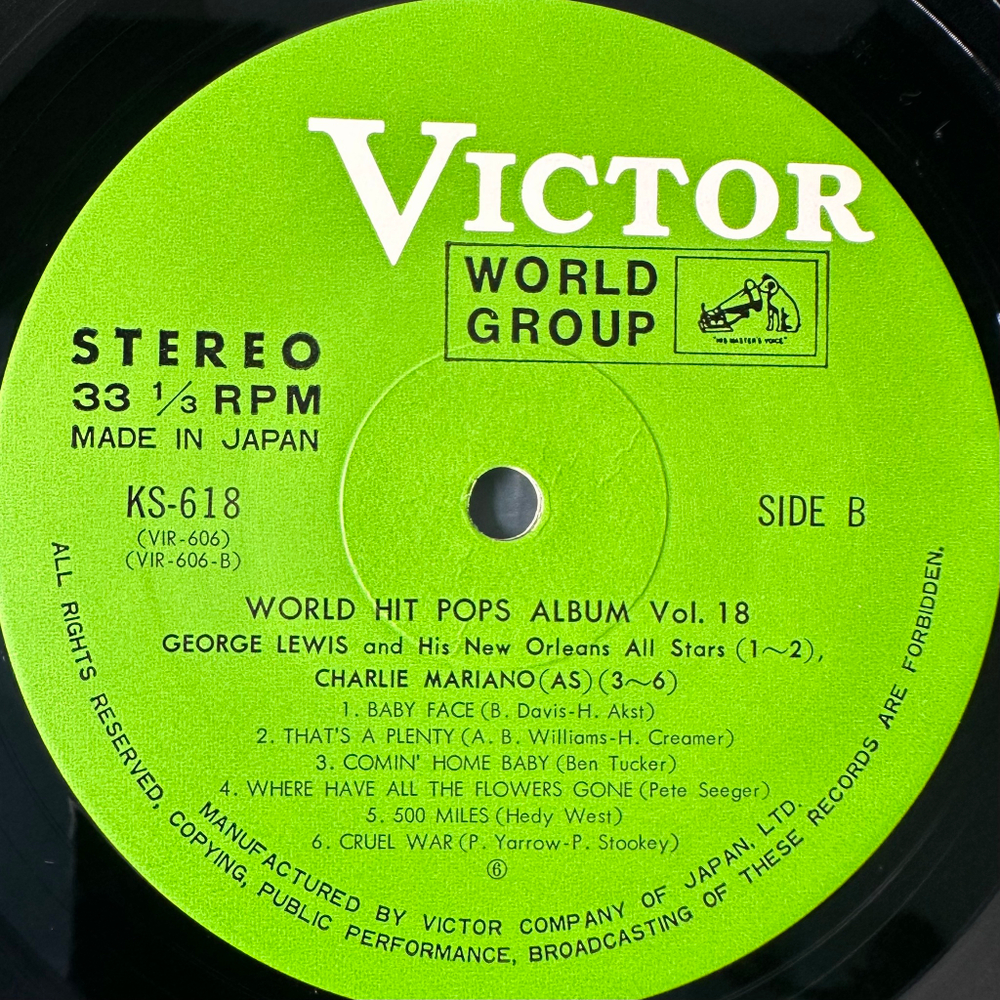 VICTOR
WORLD
GROUP
"HIS MASTER'S VOICE"
STEREO
33 1/3 RPM
MADE IN JAPAN
KS-618
(VIR-606)
(VIR-606-B)
SIDE B
WORLD HIT POPS ALBUM Vol. 18
GEORGE LEWIS and His New Orleans All Stars (1~2),
CHARLIE MARIANO (AS) (3~6)
1. BABY FACE (B. Davis-H. Akst)
2. THAT'S A PLENTY (A. B. Williams-H. Creamer)
3. COMIN' HOME BABY (Ben Tucker)
4. WHERE HAVE ALL THE FLOWERS GONE (Pete Seeger)
5. 500 MILES (Hedy West)
6. CRUEL WAR (P. Yarrow-P. Stookey)
⑥
MANUFACTURED BY VICTOR COMPANY OF JAPAN, LTD.
ALL RIGHTS RESERVED, COPYING, PUBLIC PERFORMANCE, BROADCASTING OF THESE RECORDS ARE FORBIDDEN.